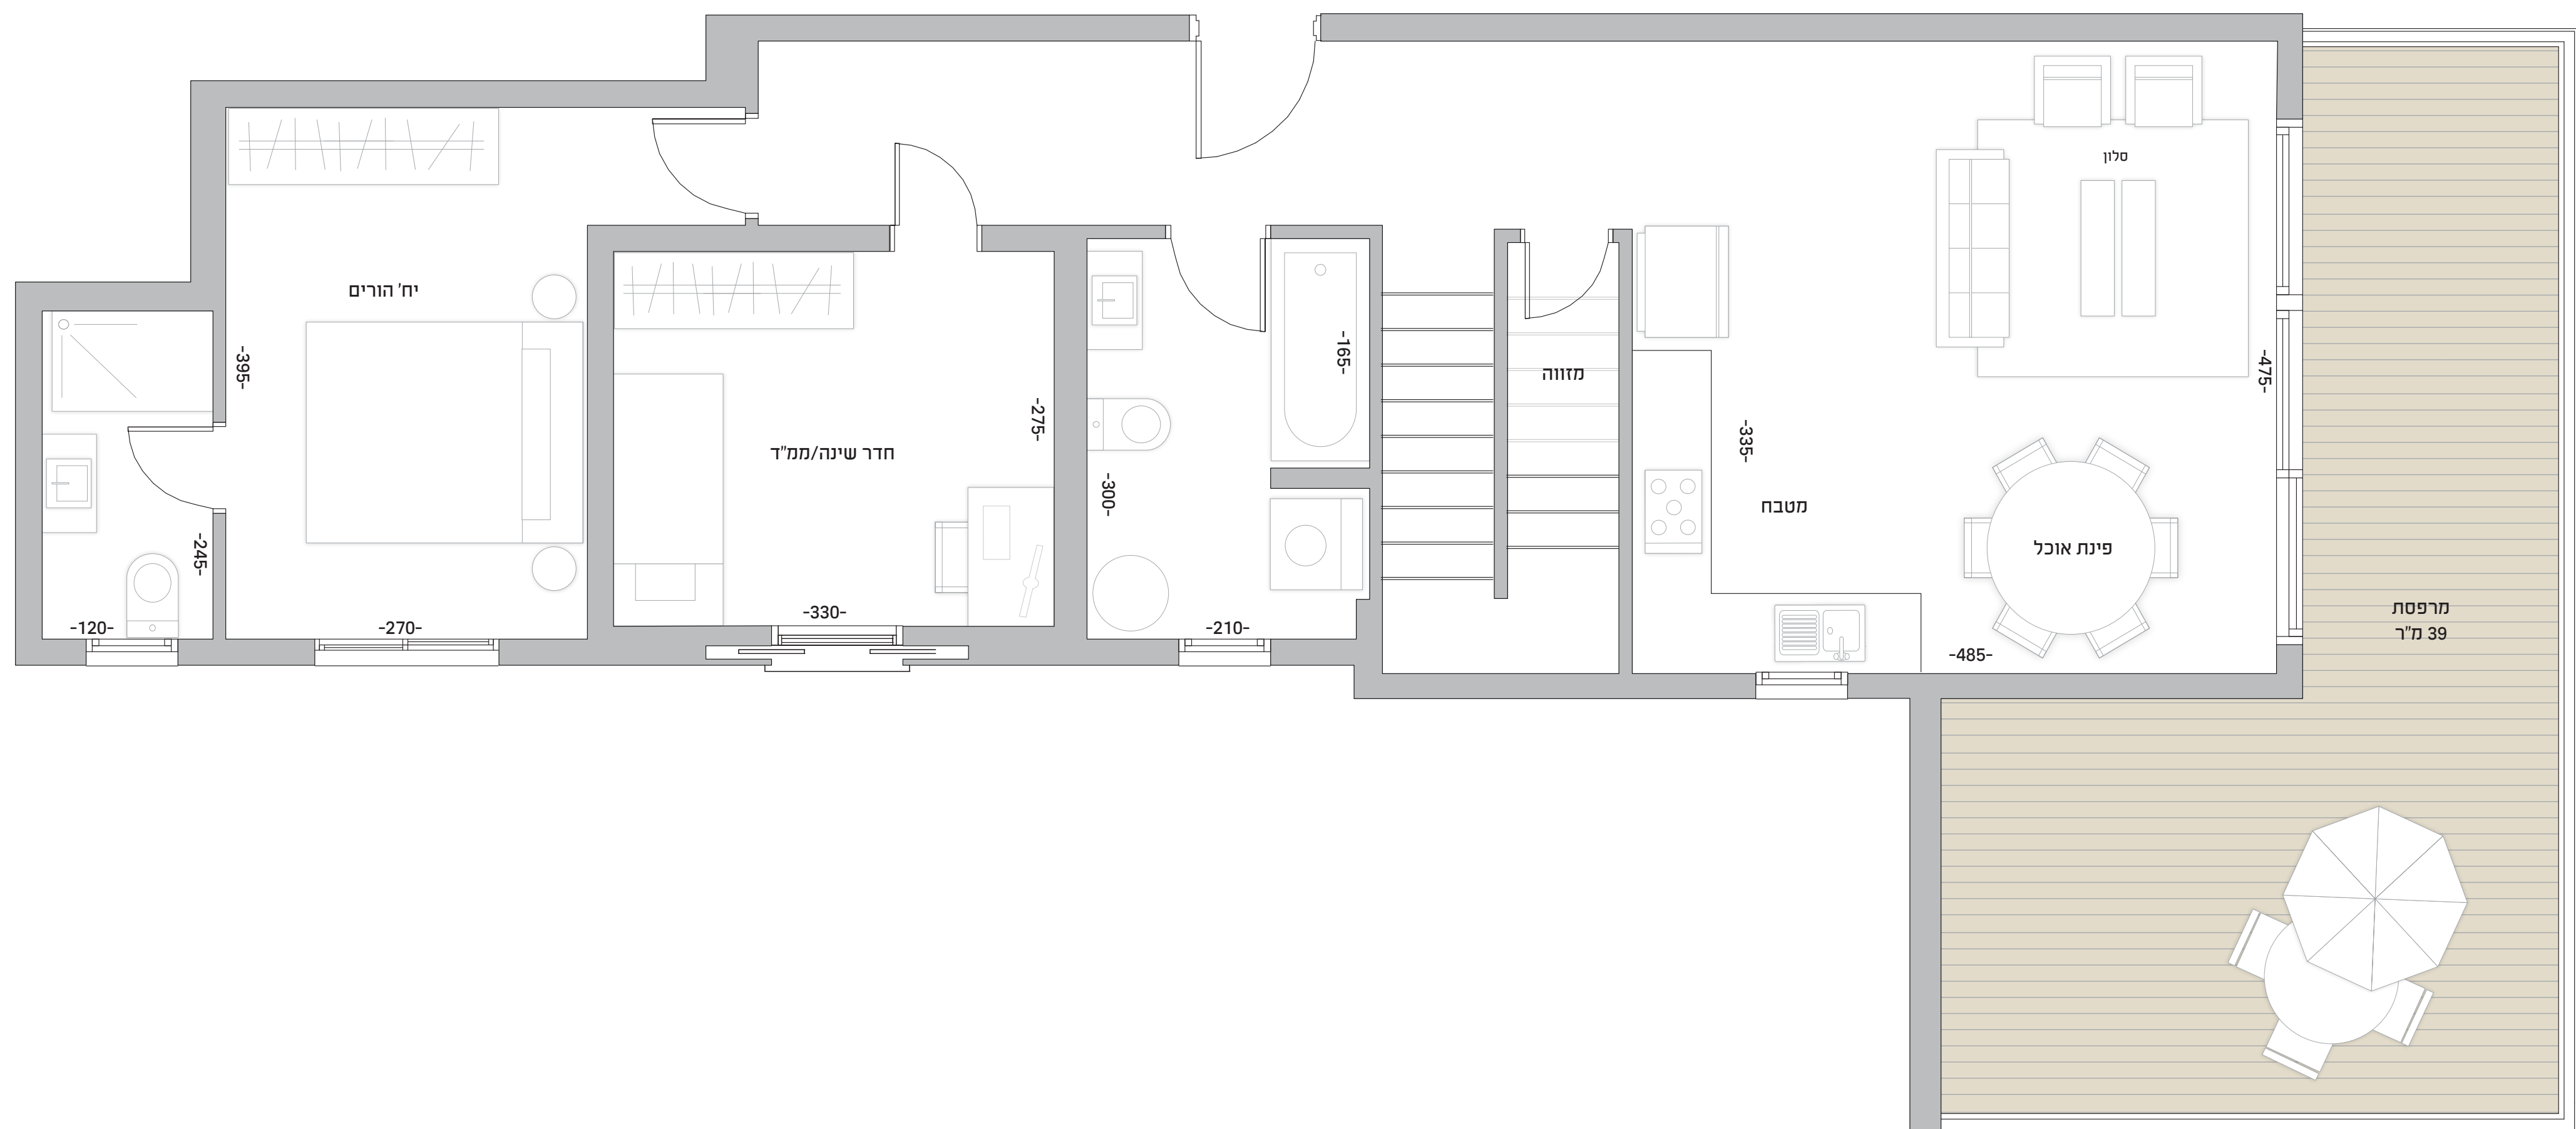 סלון
יח' הורים
-395-
-165-
-475-
מזווה
-275-
-335-
חדר שינה/ממ"ד
-300-
מטבח
פינת אוכל
-245-
מרפסת
39 מ"ר
-330-
-120-
-270-
-210-
-485-